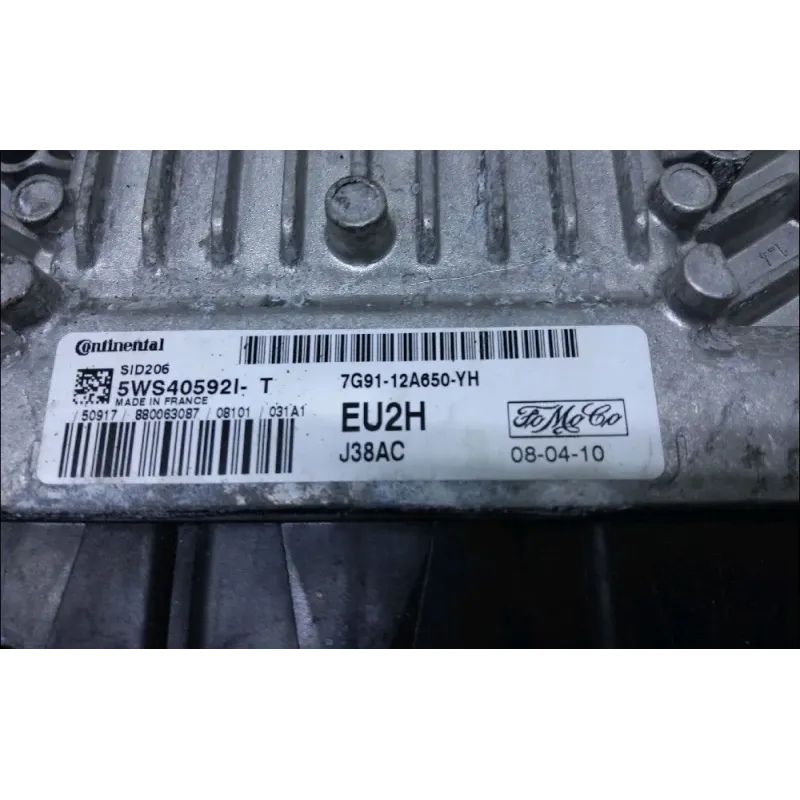 Continental
SID206
5WS40592I- T
MADE IN FRANCE
/ 50917 / 880063087 / 08101 / 031A1
7G91-12A650-YH
EU2H
FoMoCo
J38AC
08-04-10